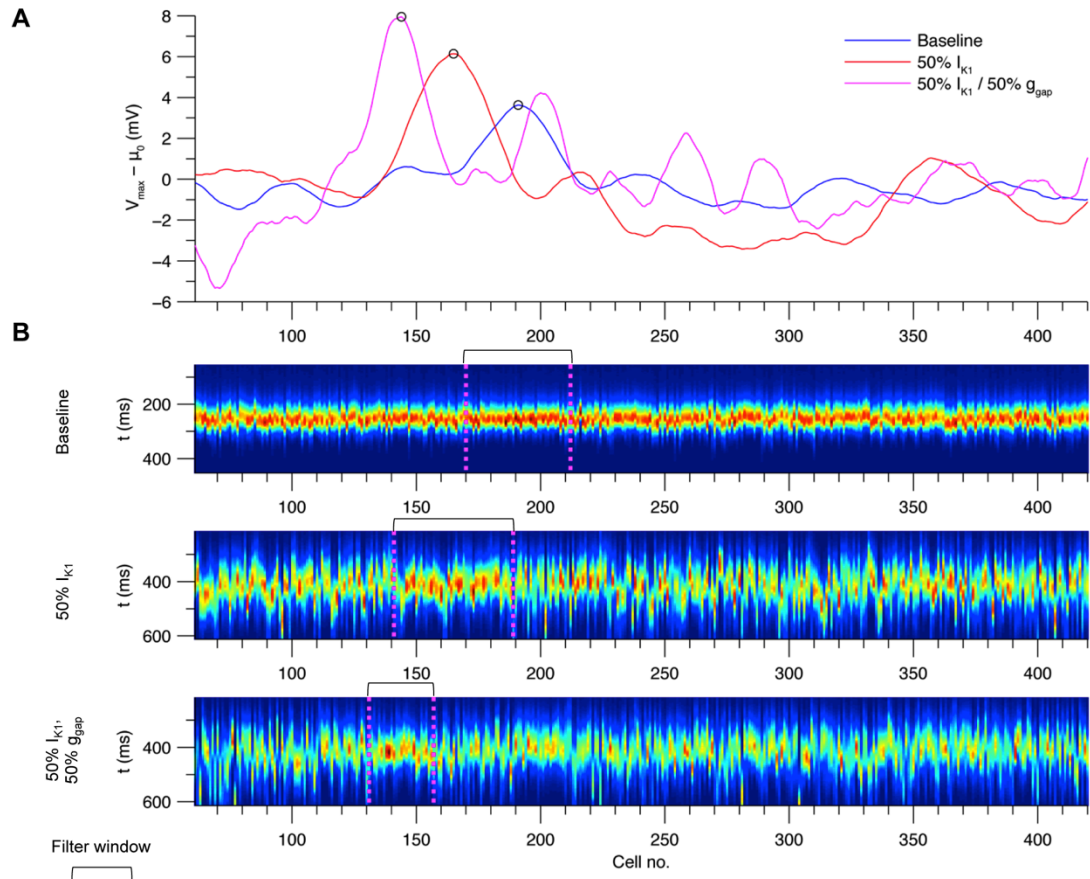 A
8
6
4
2
0
−2
−4
−6
V_max − μ_0 (mV)
Baseline
50% I_K1
50% I_K1 / 50% g_gap
100 150 200 250 300 350 400
B
Baseline
t (ms)
200
400
100 150 200 250 300 350 400
50% I_K1
t (ms)
400
600
100 150 200 250 300 350 400
50% I_K1,
50% g_gap
t (ms)
400
600
100 150 200 250 300 350 400
Cell no.
Filter window